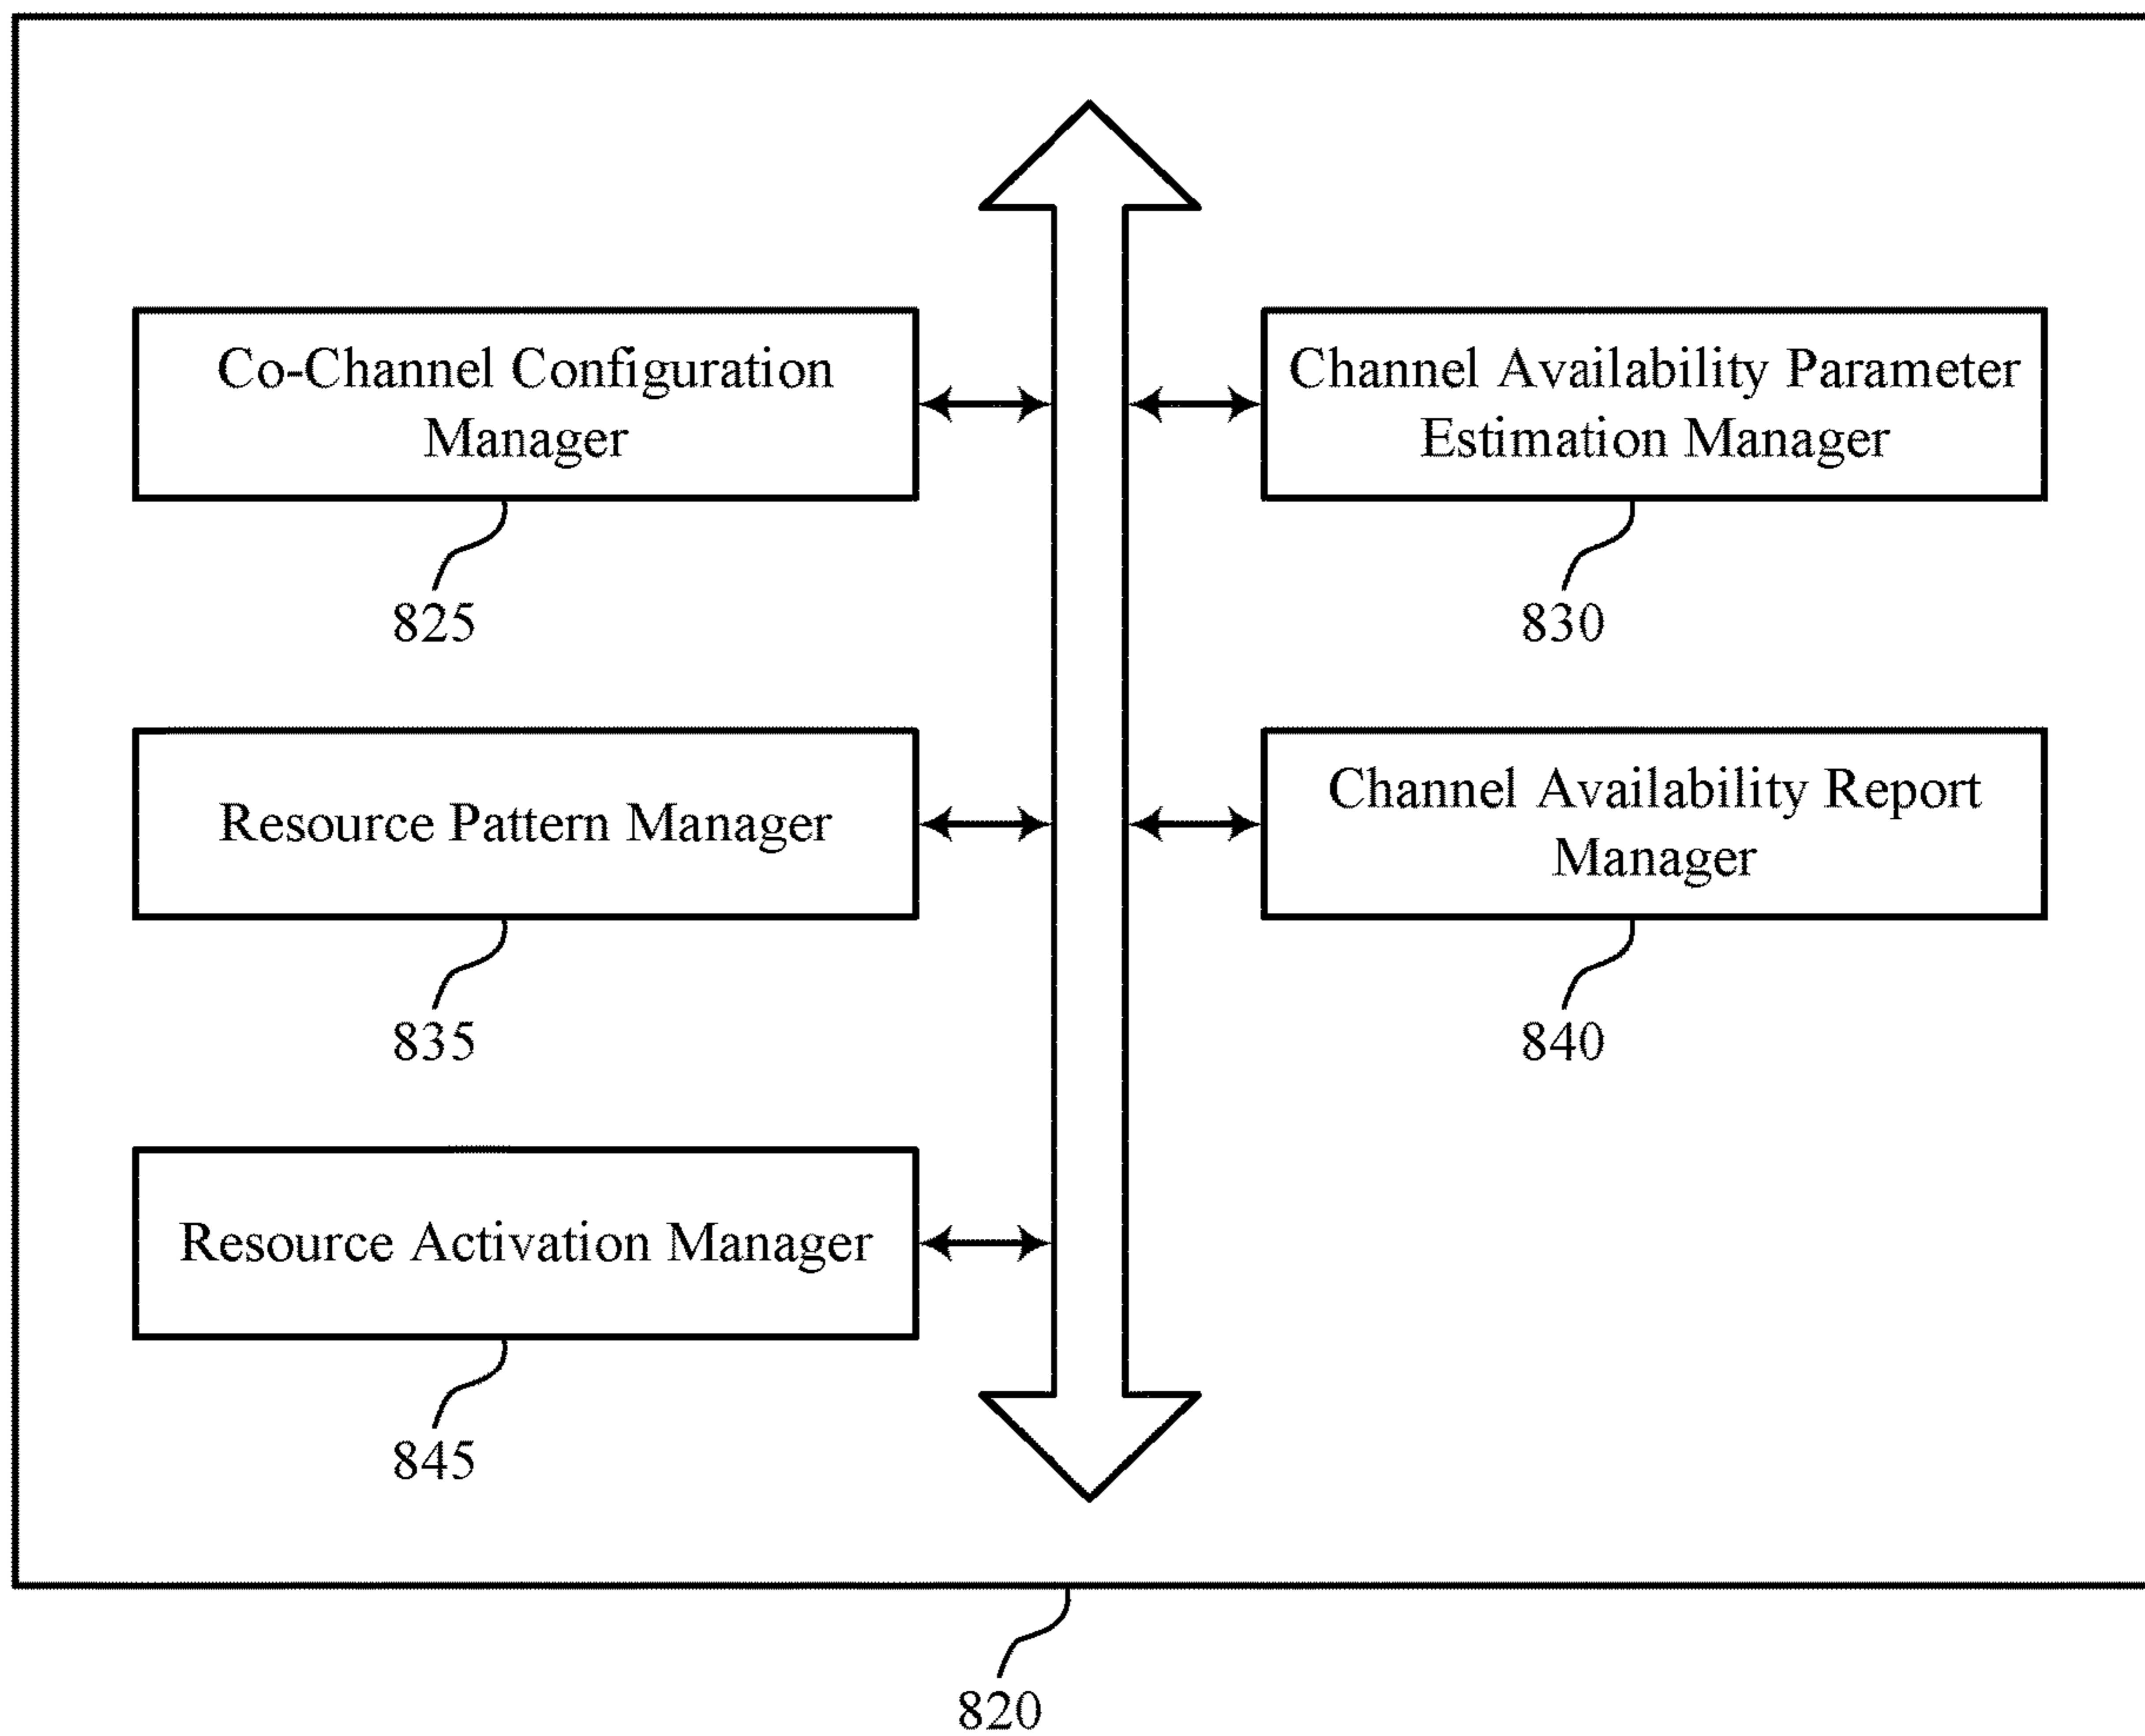 Co-Channel Configuration
Manager
825
Channel Availability Parameter
Estimation Manager
830
Resource Pattern Manager
835
Channel Availability Report
Manager
840
Resource Activation Manager
845
820